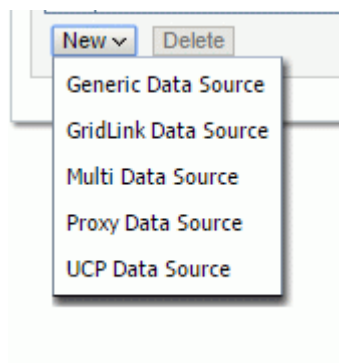 New Delete
Generic Data Source
GridLink Data Source
Multi Data Source
Proxy Data Source
UCP Data Source